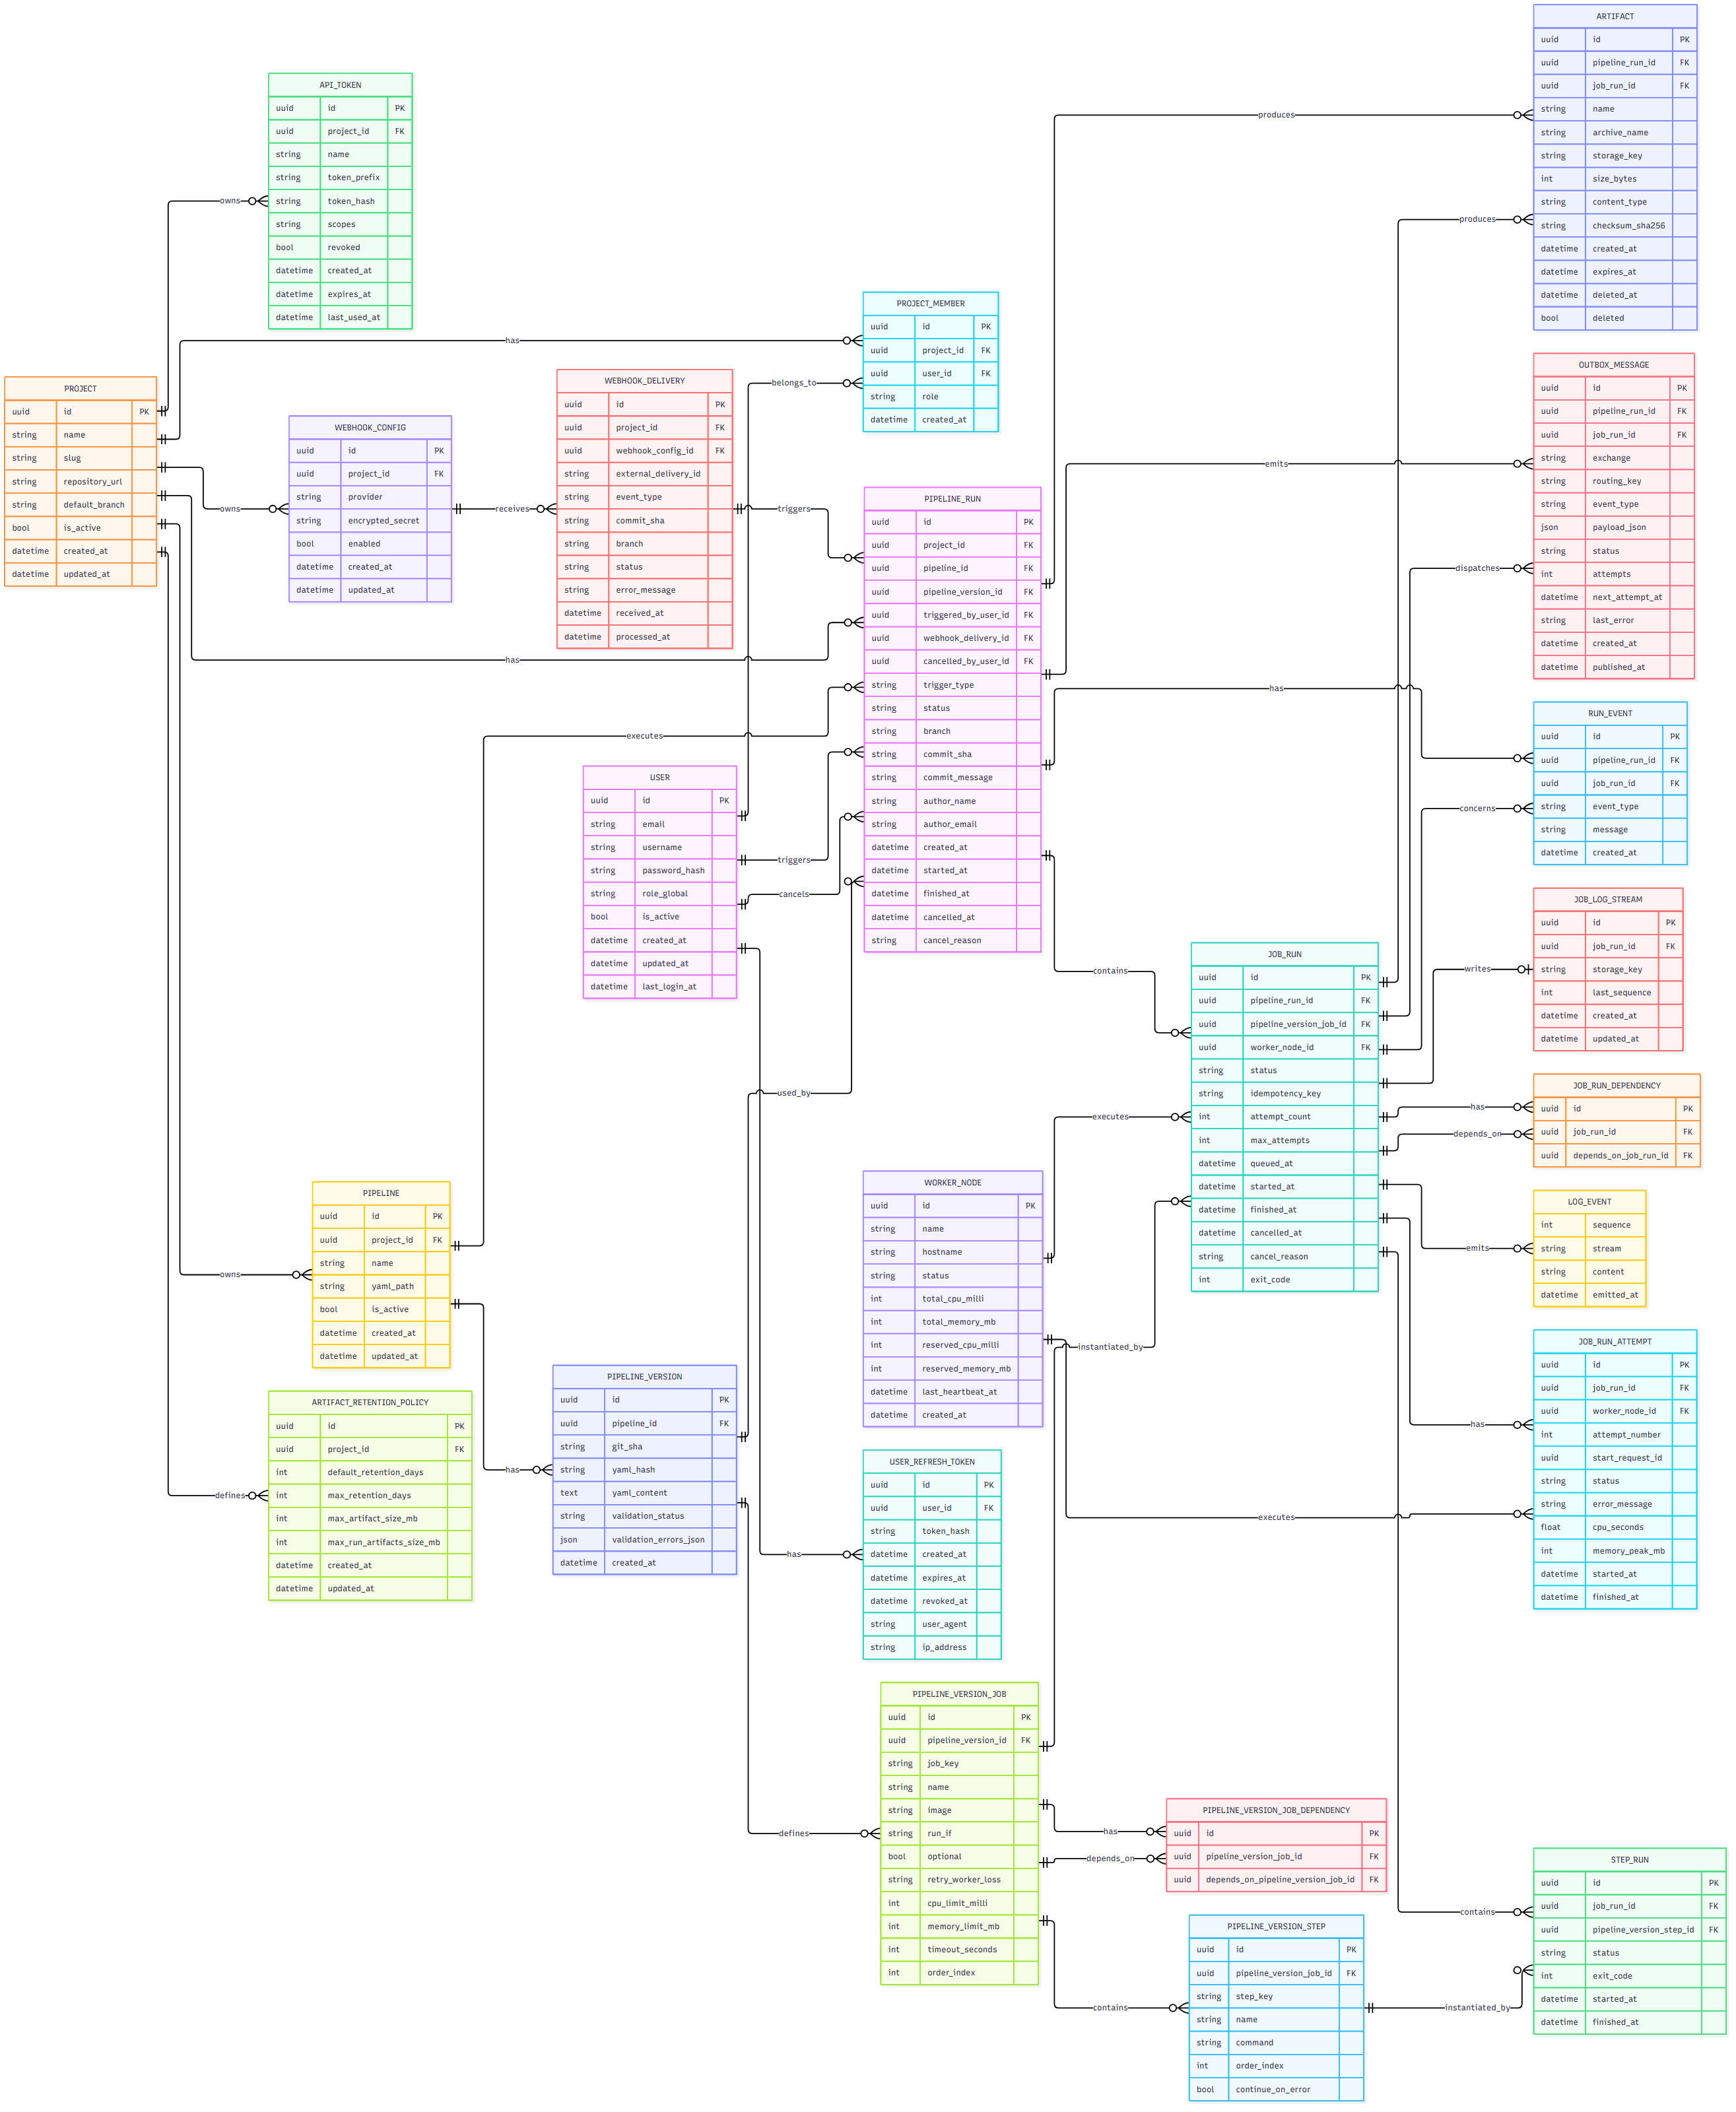 ARTIFACT
uuid id PK
uuid pipeline_run_id FK
uuid job_run_id FK
string name
string archive_name
string storage_key
int size_bytes
string content_type
string checksum_sha256
datetime created_at
datetime expires_at
datetime deleted_at
bool deleted
API_TOKEN
uuid id PK
uuid project_id FK
string name
string token_prefix
string token_hash
string scopes
bool revoked
datetime created_at
datetime expires_at
datetime last_used_at
produces
produces
owns
PROJECT_MEMBER
uuid id PK
uuid project_id FK
uuid user_id FK
string role
datetime created_at
has
belongs_to
PROJECT
uuid id PK
string name
string slug
string repository_url
string default_branch
bool is_active
datetime created_at
datetime updated_at
WEBHOOK_CONFIG
uuid id PK
uuid project_id FK
string provider
string encrypted_secret
bool enabled
datetime created_at
datetime updated_at
owns
receives
WEBHOOK_DELIVERY
uuid id PK
uuid project_id FK
uuid webhook_config_id FK
string external_delivery_id
string event_type
string commit_sha
string branch
string status
string error_message
datetime received_at
datetime processed_at
triggers
has
executes
OUTBOX_MESSAGE
uuid id PK
uuid pipeline_run_id FK
uuid job_run_id FK
string exchange
string routing_key
string event_type
json payload_json
string status
int attempts
datetime next_attempt_at
string last_error
datetime created_at
datetime published_at
emits
dispatches
PIPELINE_RUN
uuid id PK
uuid project_id FK
uuid pipeline_id FK
uuid pipeline_version_id FK
uuid triggered_by_user_id FK
uuid webhook_delivery_id FK
uuid cancelled_by_user_id FK
string trigger_type
string status
string branch
string commit_sha
string commit_message
string author_name
string author_email
datetime created_at
datetime started_at
datetime finished_at
datetime cancelled_at
string cancel_reason
has
RUN_EVENT
uuid id PK
uuid pipeline_run_id FK
uuid job_run_id FK
string event_type
string message
datetime created_at
concerns
USER
uuid id PK
string email
string username
string password_hash
string role_global
bool is_active
datetime created_at
datetime updated_at
datetime last_login_at
triggers
cancels
used_by
contains
JOB_RUN
uuid id PK
uuid pipeline_run_id FK
uuid pipeline_version_job_id FK
uuid worker_node_id FK
string status
string idempotency_key
int attempt_count
int max_attempts
datetime queued_at
datetime started_at
datetime finished_at
datetime cancelled_at
string cancel_reason
int exit_code
JOB_LOG_STREAM
uuid id PK
uuid job_run_id FK
string storage_key
int last_sequence
datetime created_at
datetime updated_at
writes
JOB_RUN_DEPENDENCY
uuid id PK
uuid job_run_id FK
uuid depends_on_job_run_id FK
has
depends_on
LOG_EVENT
int sequence
string stream
string content
datetime emitted_at
emits
executes
WORKER_NODE
uuid id PK
string name
string hostname
string status
int total_cpu_milli
int total_memory_mb
int reserved_cpu_milli
int reserved_memory_mb
datetime last_heartbeat_at
datetime created_at
instantiated_by
JOB_RUN_ATTEMPT
uuid id PK
uuid job_run_id FK
uuid worker_node_id FK
int attempt_number
uuid start_request_id
string status
string error_message
float cpu_seconds
int memory_peak_mb
datetime started_at
datetime finished_at
has
executes
PIPELINE
uuid id PK
uuid project_id FK
string name
string yaml_path
bool is_active
datetime created_at
datetime updated_at
owns
ARTIFACT_RETENTION_POLICY
uuid id PK
uuid project_id FK
int default_retention_days
int max_retention_days
int max_artifact_size_mb
int max_run_artifacts_size_mb
datetime created_at
datetime updated_at
defines
has
PIPELINE_VERSION
uuid id PK
uuid pipeline_id FK
string git_sha
string yaml_hash
text yaml_content
string validation_status
json validation_errors_json
datetime created_at
has
USER_REFRESH_TOKEN
uuid id PK
uuid user_id FK
string token_hash
datetime created_at
datetime expires_at
datetime revoked_at
string user_agent
string ip_address
defines
PIPELINE_VERSION_JOB
uuid id PK
uuid pipeline_version_id FK
string job_key
string name
string image
string run_if
bool optional
string retry_worker_loss
int cpu_limit_milli
int memory_limit_mb
int timeout_seconds
int order_index
has
depends_on
contains
PIPELINE_VERSION_JOB_DEPENDENCY
uuid id PK
uuid pipeline_version_job_id FK
uuid depends_on_pipeline_version_job_id FK
PIPELINE_VERSION_STEP
uuid id PK
uuid pipeline_version_job_id FK
string step_key
string name
string command
int order_index
bool continue_on_error
contains
instantiated_by
STEP_RUN
uuid id PK
uuid job_run_id FK
uuid pipeline_version_step_id FK
string status
int exit_code
datetime started_at
datetime finished_at